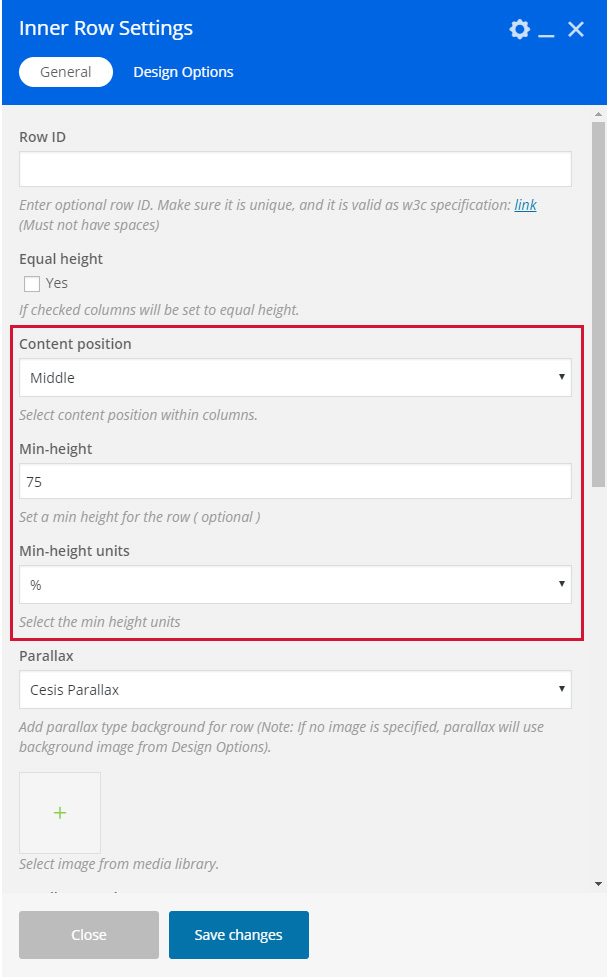 Inner Row Settings
General
Design Options
Row ID
Enter optional row ID. Make sure it is unique, and it is valid as w3c specification: link
(Must not have spaces)
Equal height
Yes
If checked columns will be set to equal height.
Content position
Middle
Select content position within columns.
Min-height
75
Set a min height for the row ( optional )
Min-height units
%
Select the min height units
Parallax
Cesis Parallax
Add parallax type background for row (Note: If no image is specified, parallax will use
background image from Design Options).
+
Select image from media library.
Close
Save changes